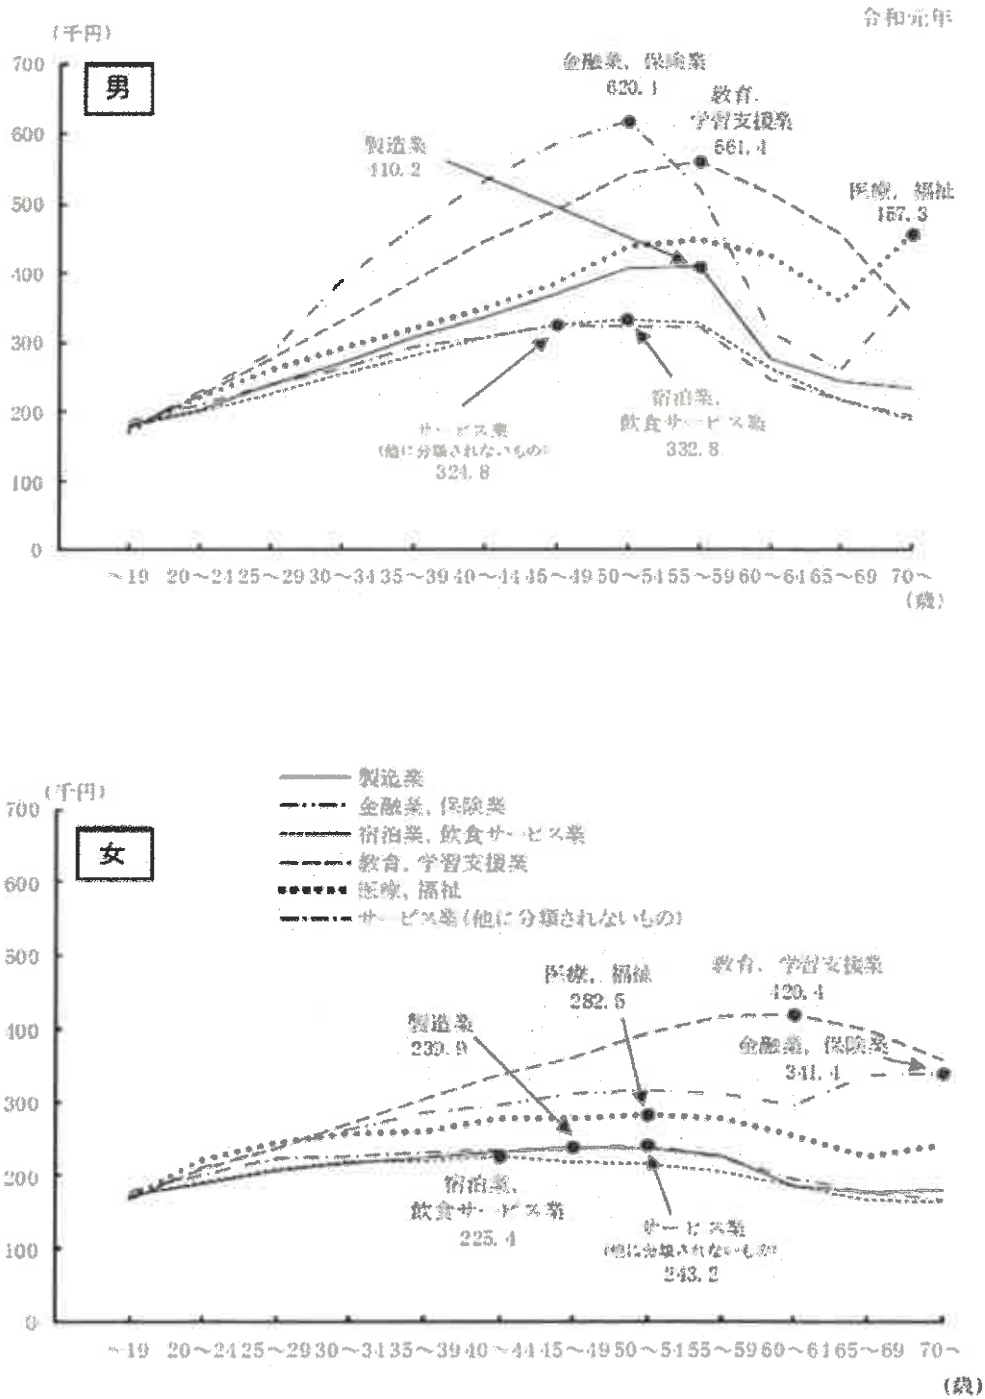 令和元年
(千円)
700
男
600
500
400
300
200
100
0
金融業, 保険業
620.1
教育,
学習支援業
561.4
製造業
410.2
医療, 福祉
457.3
サービス業
(他に分類されないもの)
324.8
宿泊業,
飲食サービス業
332.8
～19 20～24 25～29 30～34 35～39 40～44 45～49 50～54 55～59 60～64 65～69 70～
(歳)
(千円)
700
女
600
500
400
300
200
100
0
製造業
金融業, 保険業
宿泊業, 飲食サービス業
教育, 学習支援業
医療, 福祉
サービス業(他に分類されないもの)
医療, 福祉
282.5
教育, 学習支援業
420.4
製造業
239.9
金融業, 保険業
341.4
宿泊業,
飲食サービス業
225.4
サービス業
(他に分類されないもの)
243.2
～19 20～24 25～29 30～34 35～39 40～44 45～49 50～54 55～59 60～64 65～69 70～
(歳)